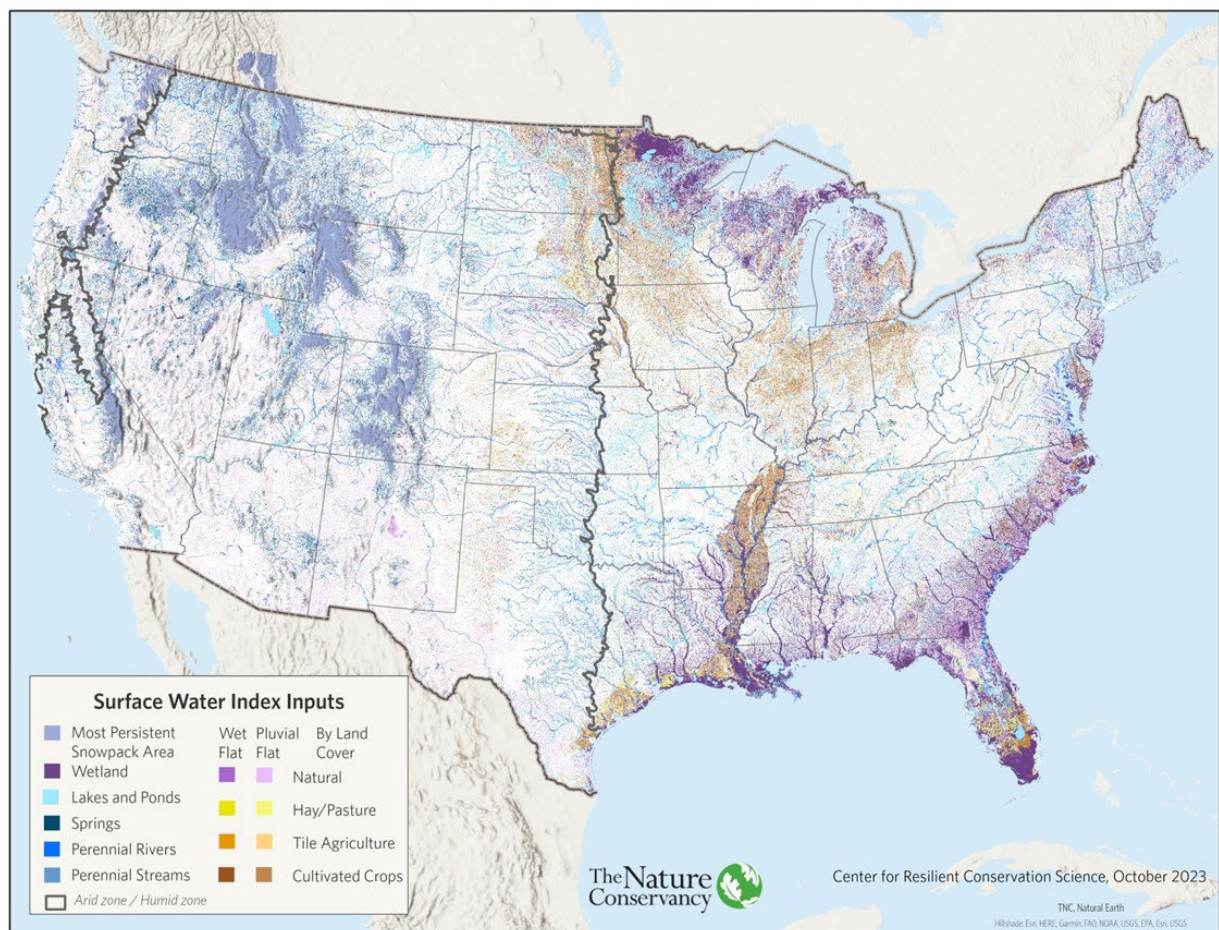 Surface Water Index Inputs
Most Persistent
Snowpack Area
Wetland
Lakes and Ponds
Springs
Perennial Rivers
Perennial Streams
Arid zone / Humid zone
Wet
Flat
Pluvial
Flat
By Land
Cover
Natural
Hay/Pasture
Tile Agriculture
Cultivated Crops
The Nature
Conservancy
Center for Resilient Conservation Science, October 2023
TNC, Natural Earth
Hillshade: Esri, HERE, Garmin, FAO, NOAA, USGS, EPA, Esri, USGS